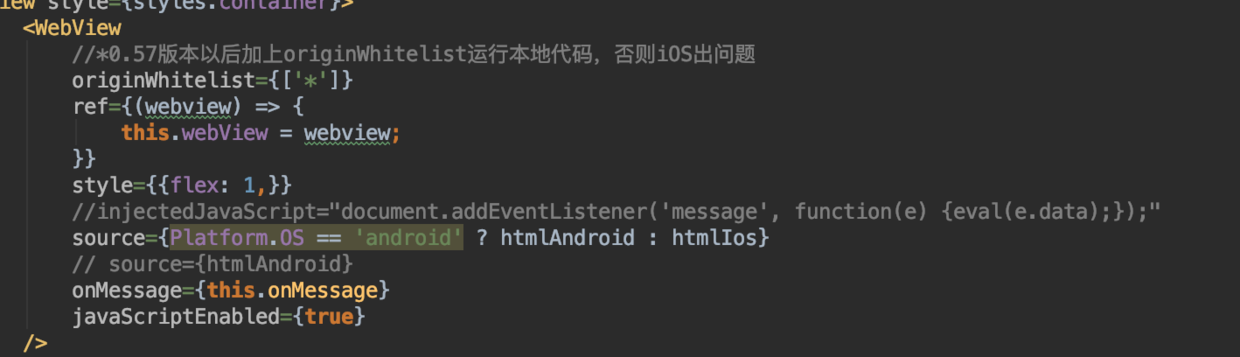 iew style={styles.container}>
<WebView
//*0.57版本以后加上originWhitelist运行本地代码，否则iOS出问题
originWhitelist={['*']}
ref={(webview) => {
this.webView = webview;
}}
style={{flex: 1,}}
//injectedJavaScript="document.addEventListener('message', function(e) {eval(e.data);});"
source={Platform.OS == 'android' ? htmlAndroid : htmlIos}
// source={htmlAndroid}
onMessage={this.onMessage}
javaScriptEnabled={true}
/>